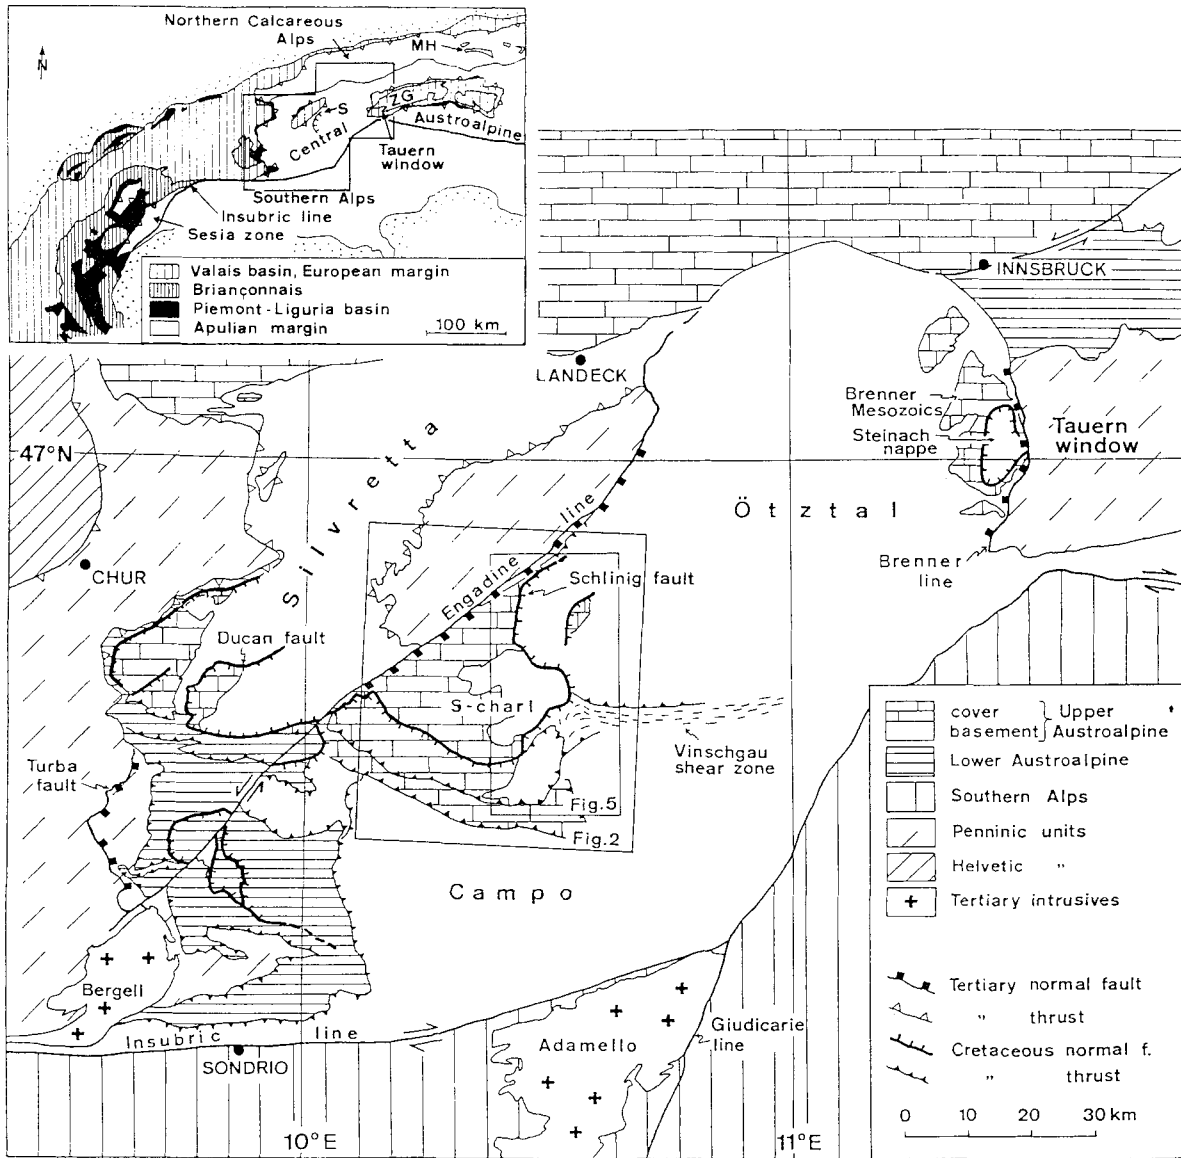 Northern Calcareous
Alps
MH
N
ZG
S
Central
Austroalpine
Tauern
window
Southern Alps
Insubric line
Sesia zone
Valais basin, European margin
Briançonnais
Piemont-Liguria basin
Apulian margin
100 km
INNSBRUCK
LANDECK
Brenner
Mesozoics
Steinach
nappe
Tauern
window
47°N
Silvretta
Ötztal
Engadine line
Brenner
line
CHUR
Schlinig fault
Ducan fault
S-charl
Vinschgau
shear zone
Turba
fault
Fig.5
Fig.2
Campo
Bergell
Insubric line
SONDRIO
Adamello
Giudicarie
line
10°E
11°E
cover
basement
Upper
Austroalpine
Lower Austroalpine
Southern Alps
Penninic units
Helvetic "
Tertiary intrusives
Tertiary normal fault
" thrust
Cretaceous normal f.
" thrust
0 10 20 30 km